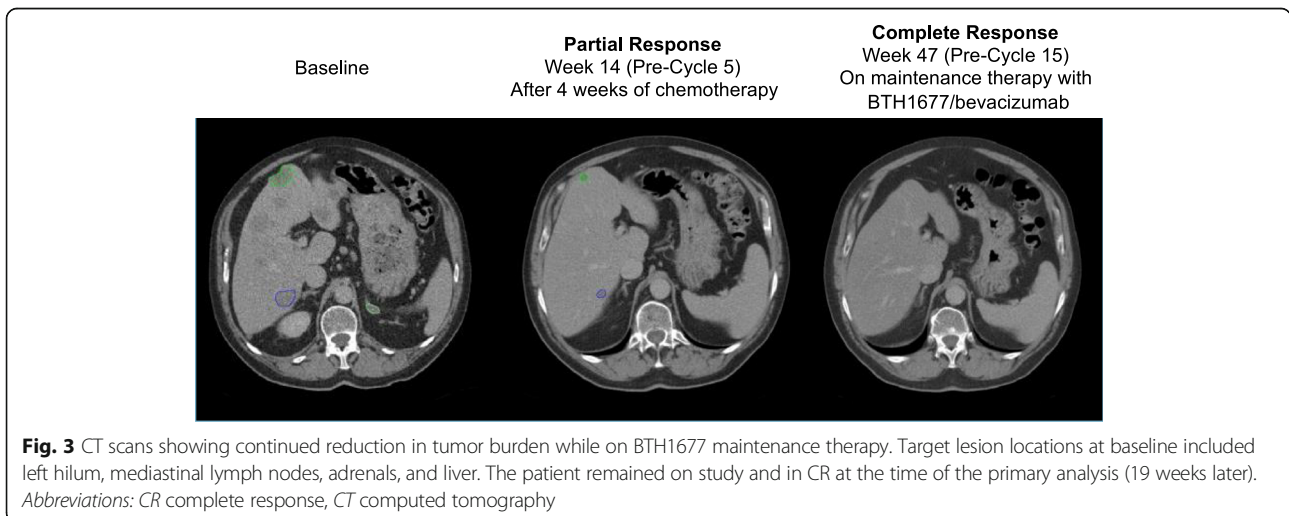 Baseline
Partial Response
Week 14 (Pre-Cycle 5)
After 4 weeks of chemotherapy
Complete Response
Week 47 (Pre-Cycle 15)
On maintenance therapy with
BTH1677/bevacizumab
Fig. 3 CT scans showing continued reduction in tumor burden while on BTH1677 maintenance therapy. Target lesion locations at baseline included
left hilum, mediastinal lymph nodes, adrenals, and liver. The patient remained on study and in CR at the time of the primary analysis (19 weeks later).
Abbreviations: CR complete response, CT computed tomography